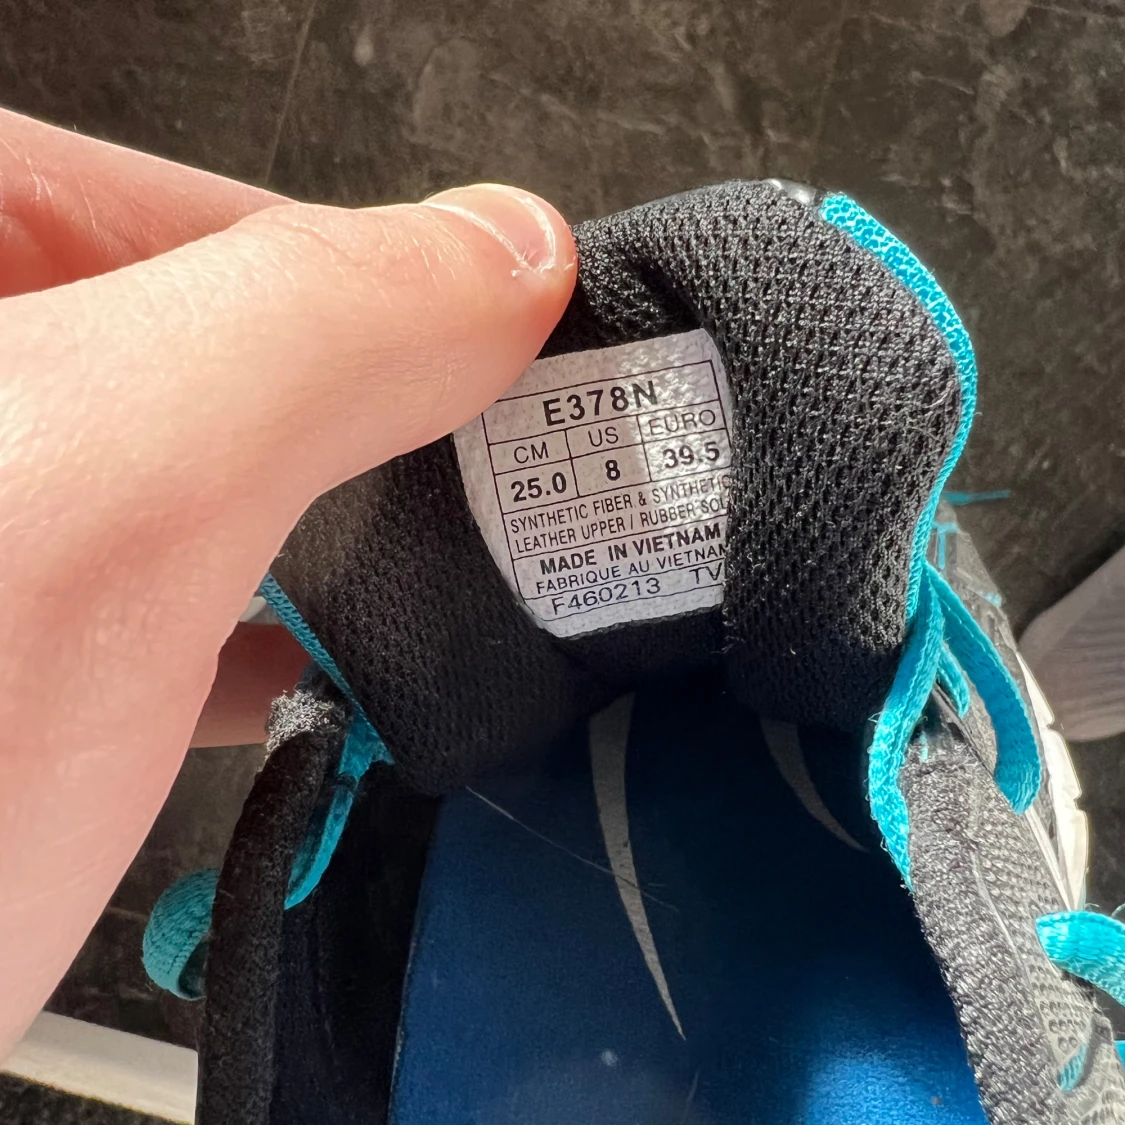 E378N
CM US EURO
25.0 8 39.5
SYNTHETIC FIBER & SYNTHETIC
LEATHER UPPER / RUBBER SOL
MADE IN VIETNAM
FABRIQUE AU VIETNAM
F460213 TV